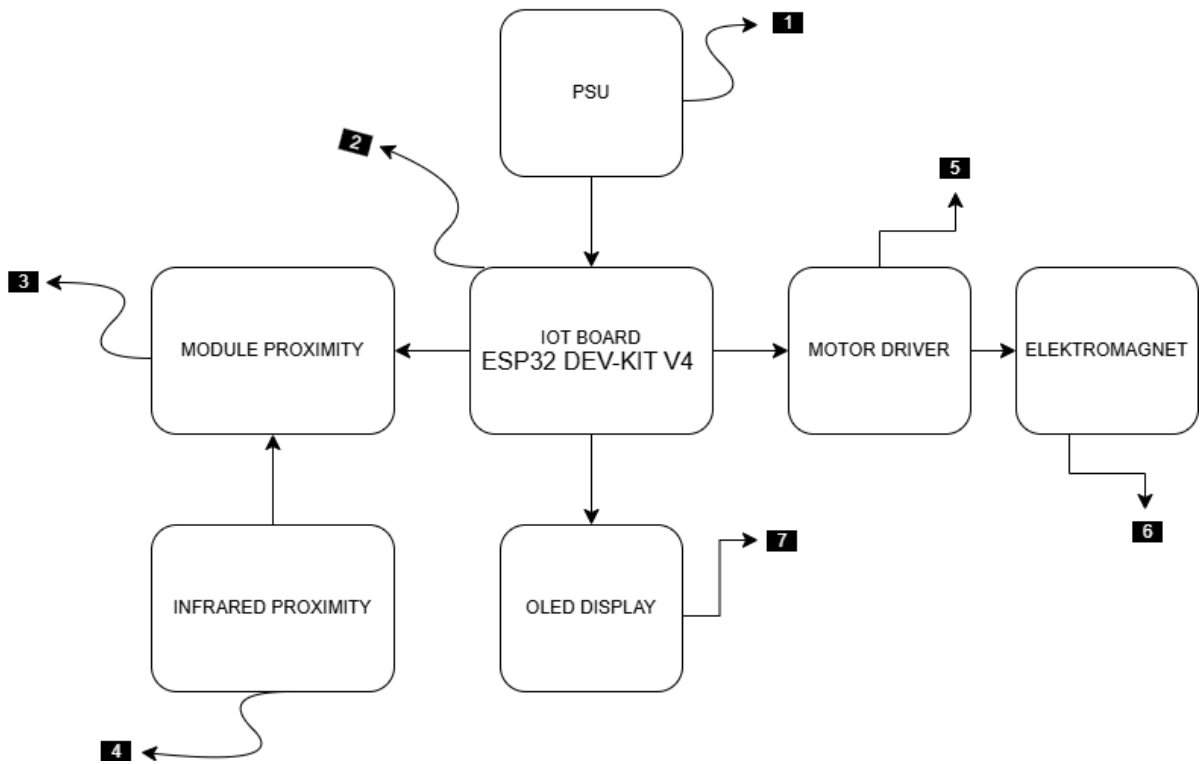 1
PSU
2
5
3
MODULE PROXIMITY
IOT BOARD
ESP32 DEV-KIT V4
MOTOR DRIVER
ELEKTROMAGNET
6
7
INFRARED PROXIMITY
OLED DISPLAY
4